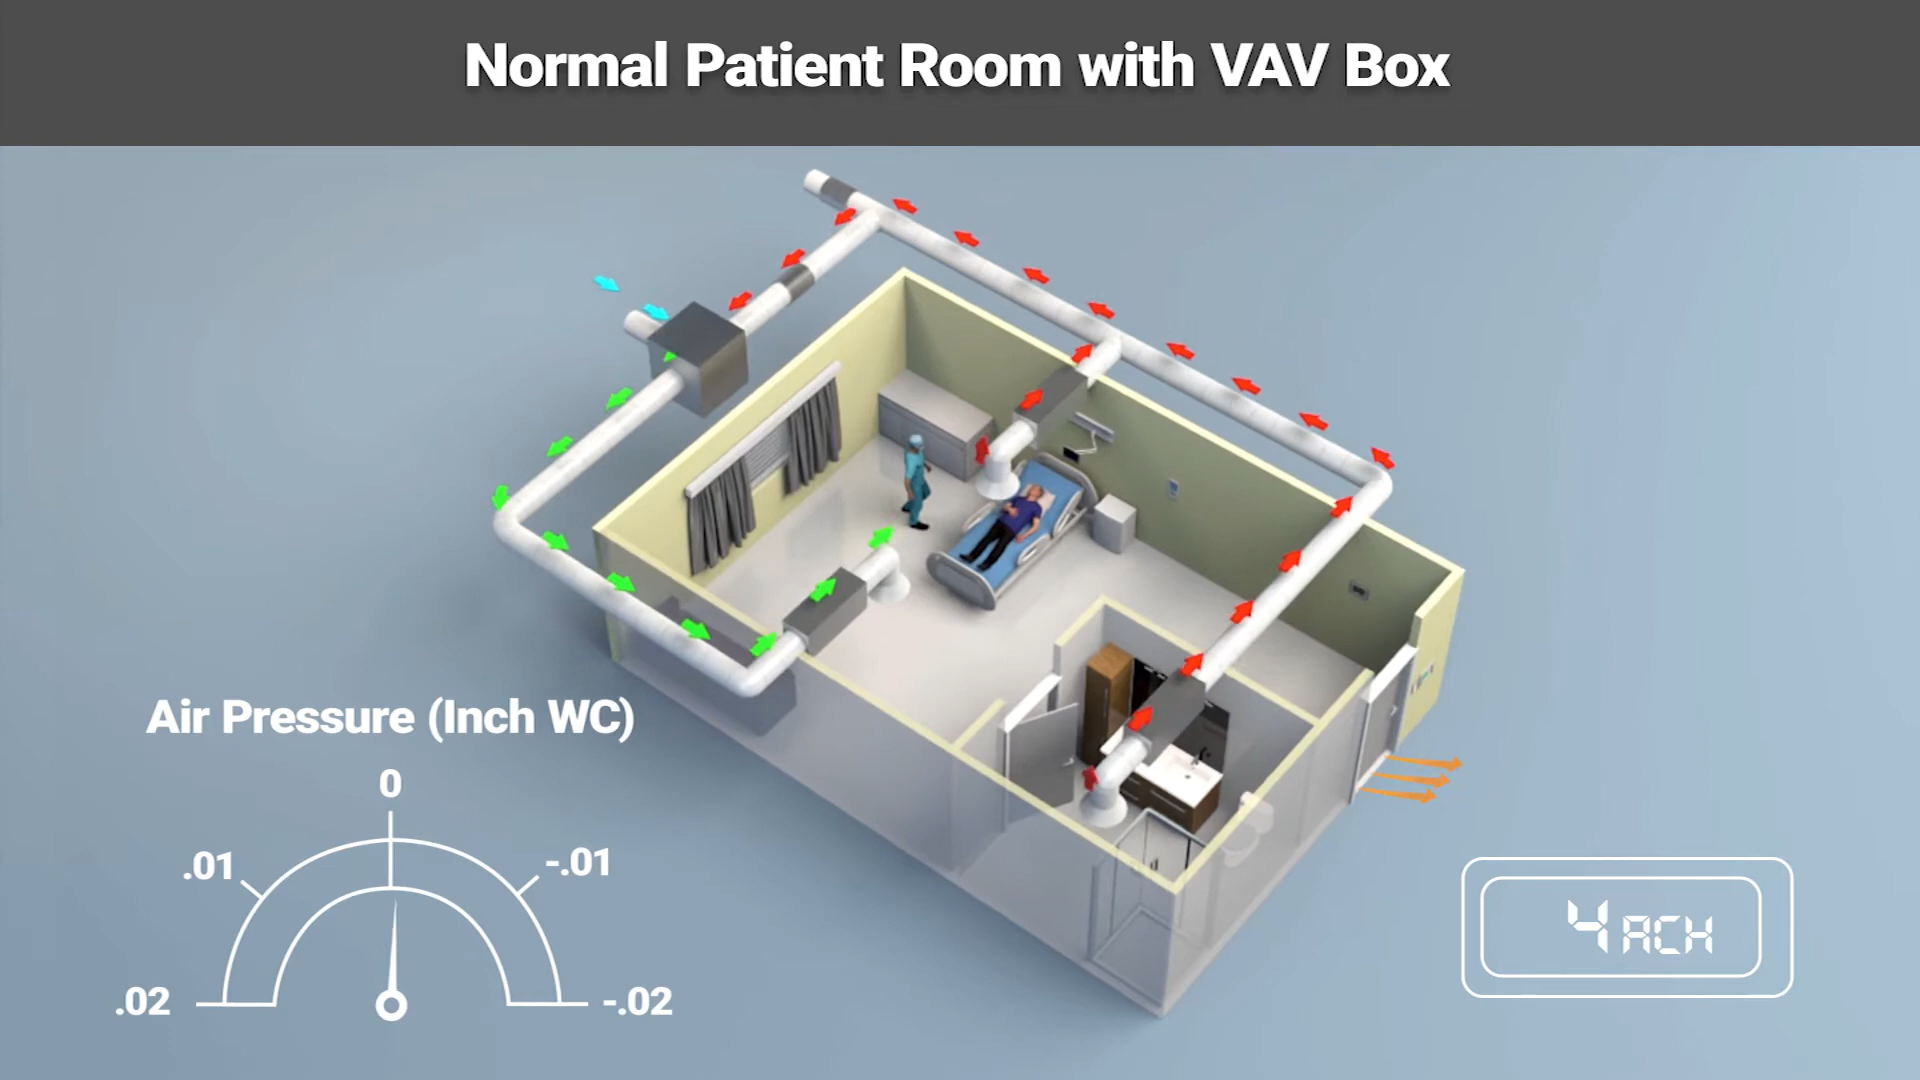 Normal Patient Room with VAV Box
Air Pressure (Inch WC)
0
.01
-.01
.02
-.02
4 ACH